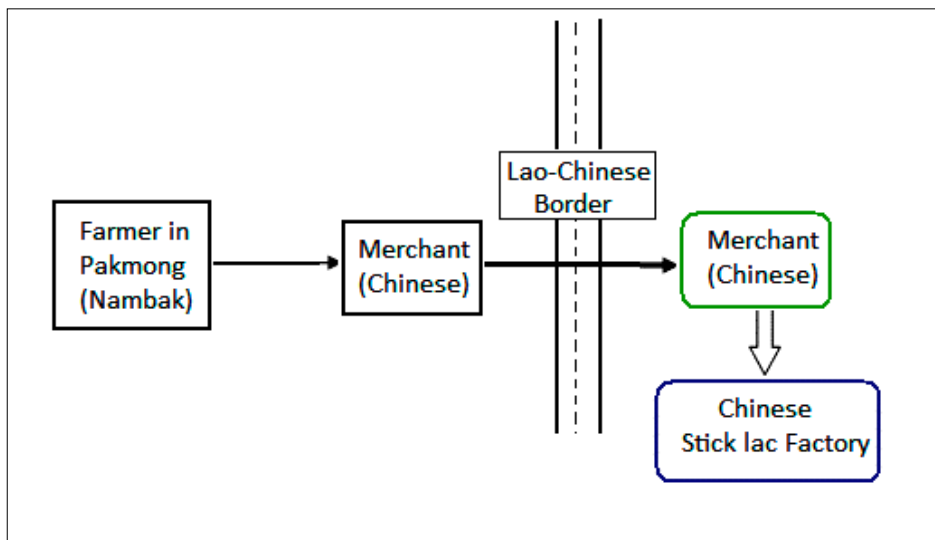 Lao-Chinese
Border
Farmer in
Pakmong
(Nambak)
Merchant
(Chinese)
Merchant
(Chinese)
Chinese
Stick lac Factory